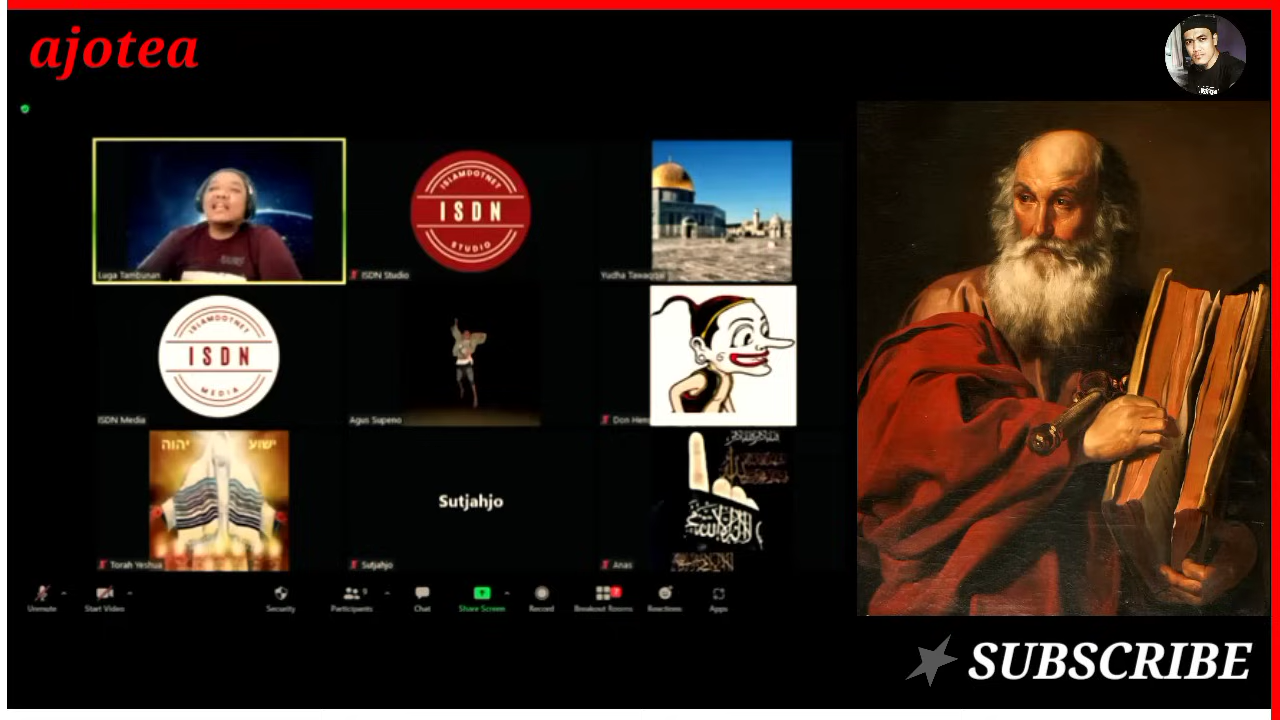 ajotea
ISLAMDOTNET
ISDN
STUDIO
Luga Tambunan
ISDN Studio
Yudha
ISLAMDOTNET
ISDN
MEDIA
ISDN Media
Agus Supeno
Don
יהוה ישוע
Torah Yeshua
Sutjahjo
Sutjahjo
Anas
Unmute
Start Video
Security
Participants
9
Chat
Share Screen
Record
Breakout Rooms
Reactions
Apps
SUBSCRIBE